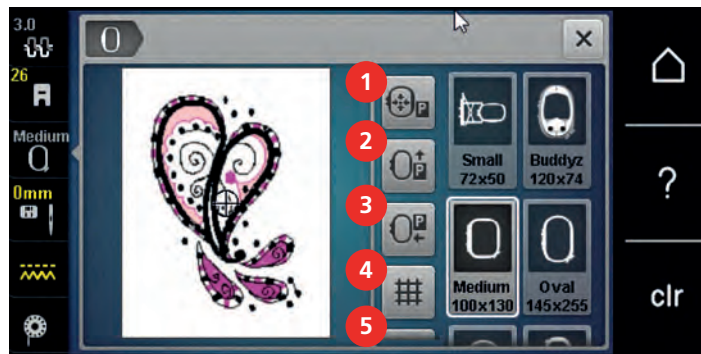 3.0
26
Medium
0mm
1
P
2
P
3
P
4
5
Small
72x50
Buddyz
120x74
Medium
100x130
Oval
145x255
?
clr